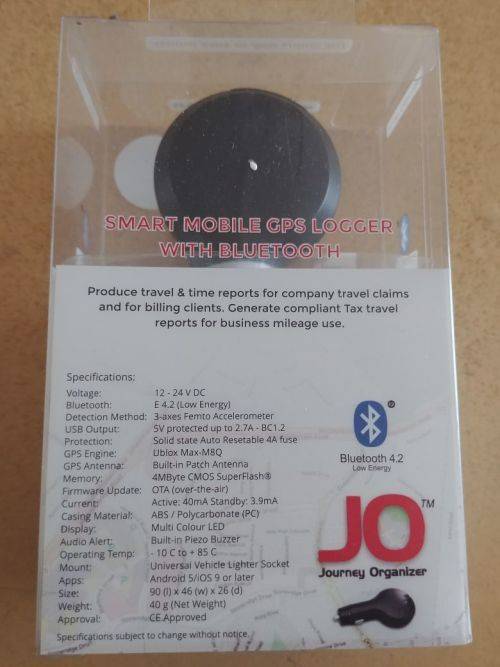 SMART MOBILE GPS LOGGER
WITH BLUETOOTH
Produce travel & time reports for company travel claims
and for billing clients. Generate compliant Tax travel
reports for business mileage use.
Specifications:
Voltage: 12 - 24 V DC
Bluetooth: E 4.2 (Low Energy)
Detection Method: 3-axes Femto Accelerometer
USB Output: 5V protected up to 2.7A - BC1.2
Protection: Solid state Auto Resetable 4A fuse
GPS Engine: Ublox Max-M8Q
GPS Antenna: Built-in Patch Antenna
Memory: 4MByte CMOS SuperFlash®
Firmware Update: OTA (over-the-air)
Current: Active: 40mA Standby: 3.9mA
Casing Material: ABS / Polycarbonate (PC)
Display: Multi Colour LED
Audio Alert: Built-in Piezo Buzzer
Operating Temp: - 10 C to + 85 C
Mount: Universal Vehicle Lighter Socket
Apps: Android 5/iOS 9 or later
Size: 90 (l) x 46 (w) x 26 (d)
Weight: 40 g (Net Weight)
Approval: CE Approved
Specifications subject to change without notice.
®
Bluetooth 4.2
Low Energy
JO™
Journey Organizer